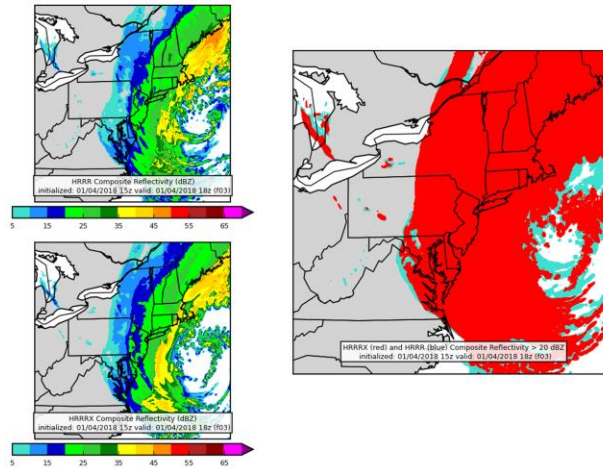 HRRR Composite Reflectivity (dBZ)
initialized: 01/04/2018 15z valid: 01/04/2018 18z (f03)
5 15 25 35 45 55 65
HRRRX Composite Reflectivity (dBZ)
initialized: 01/04/2018 15z valid: 01/04/2018 18z (f03)
5 15 25 35 45 55 65
HRRRX (red) and HRRR (blue) Composite Reflectivity > 20 dBZ
initialized: 01/04/2018 15z valid: 01/04/2018 18z (f03)